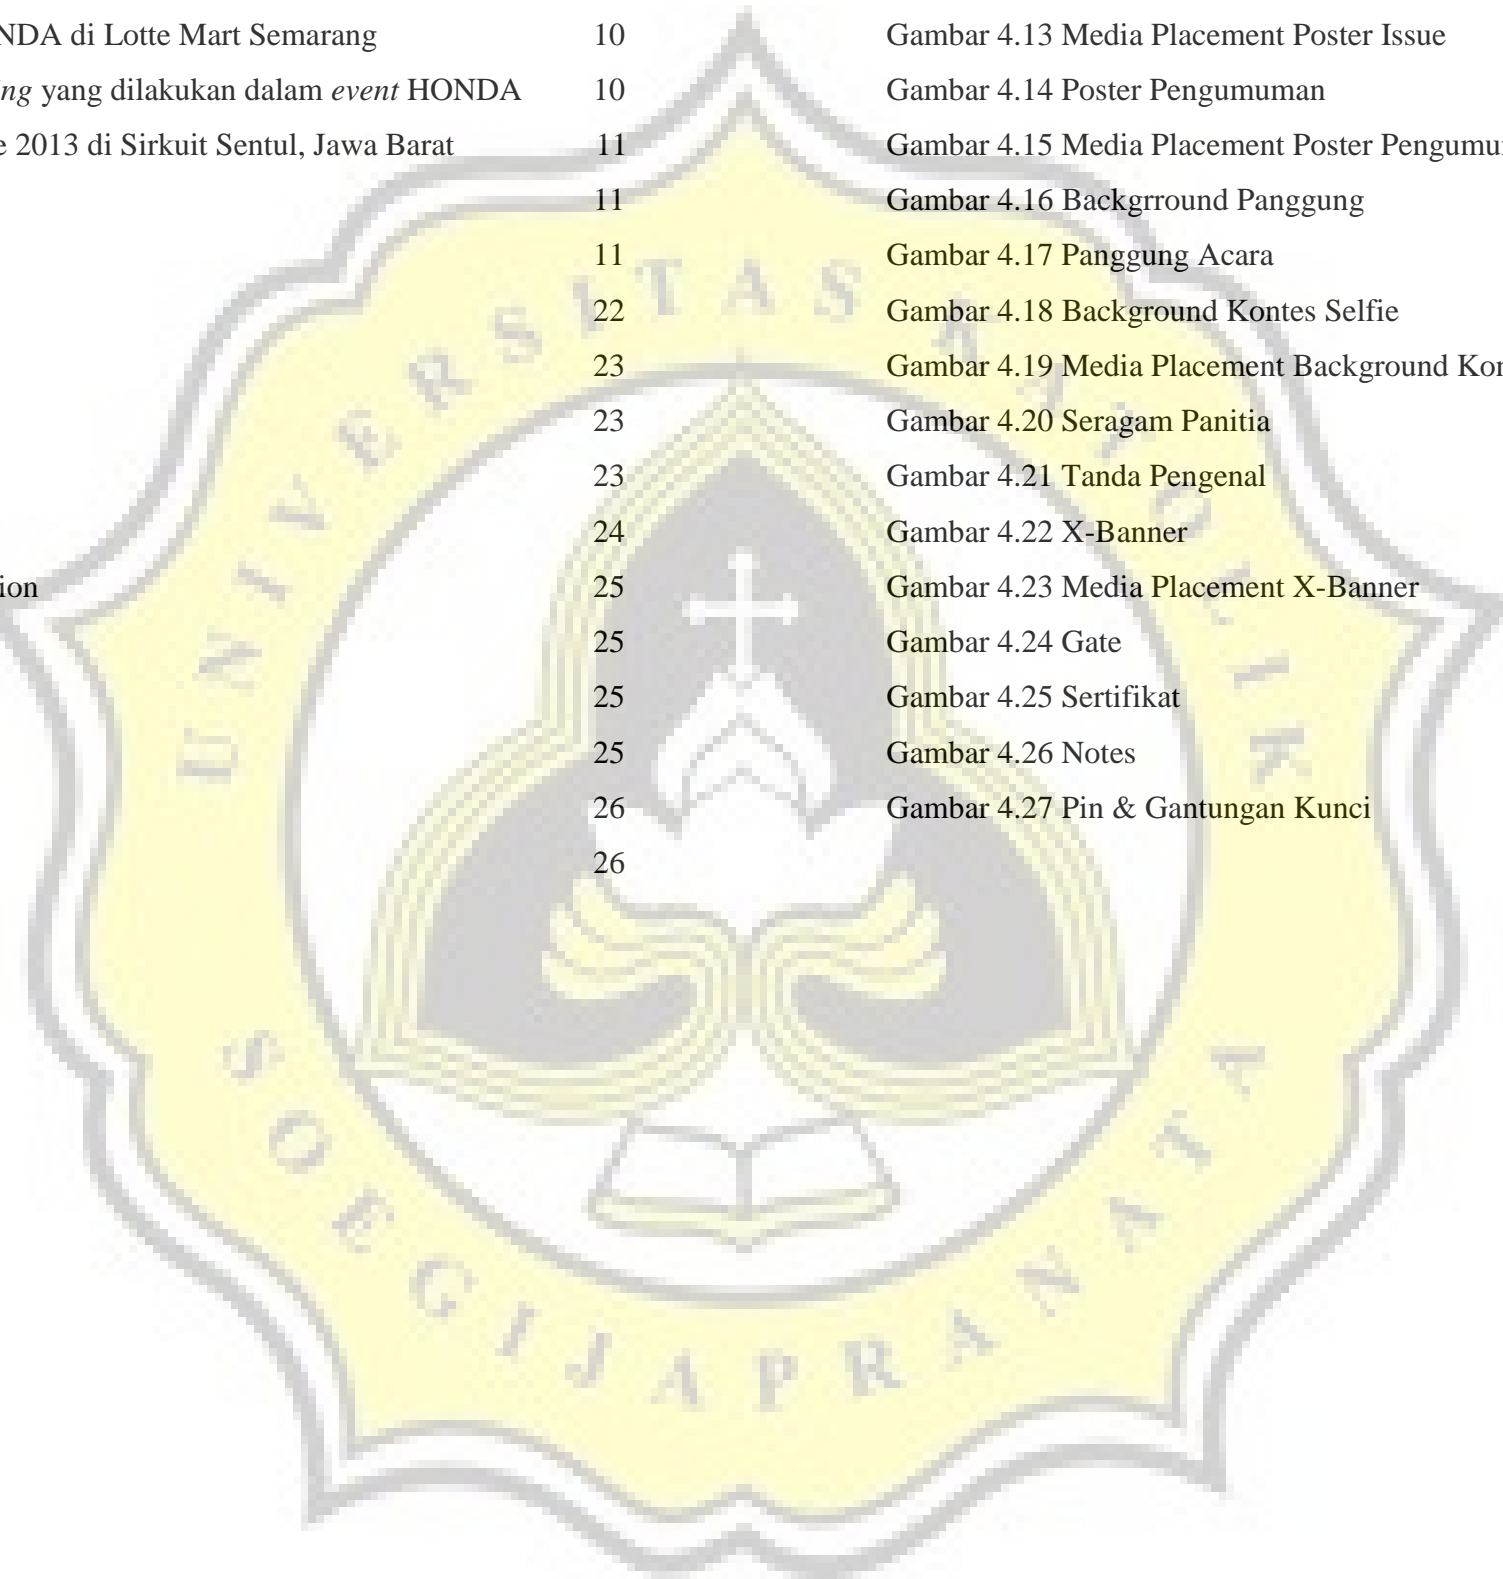 NDA di Lotte Mart Semarang 10
ng yang dilakukan dalam event HONDA 10
e 2013 di Sirkuit Sentul, Jawa Barat 11
11
11
22
23
23
23
24
ion 25
25
25
25
26
26
Gambar 4.13 Media Placement Poster Issue
Gambar 4.14 Poster Pengumuman
Gambar 4.15 Media Placement Poster Pengumu
Gambar 4.16 Backgrround Panggung
Gambar 4.17 Panggung Acara
Gambar 4.18 Background Kontes Selfie
Gambar 4.19 Media Placement Background Kon
Gambar 4.20 Seragam Panitia
Gambar 4.21 Tanda Pengenal
Gambar 4.22 X-Banner
Gambar 4.23 Media Placement X-Banner
Gambar 4.24 Gate
Gambar 4.25 Sertifikat
Gambar 4.26 Notes
Gambar 4.27 Pin & Gantungan Kunci
UNIVERSITAS KATOLIK
SOEGIJAPRANATA